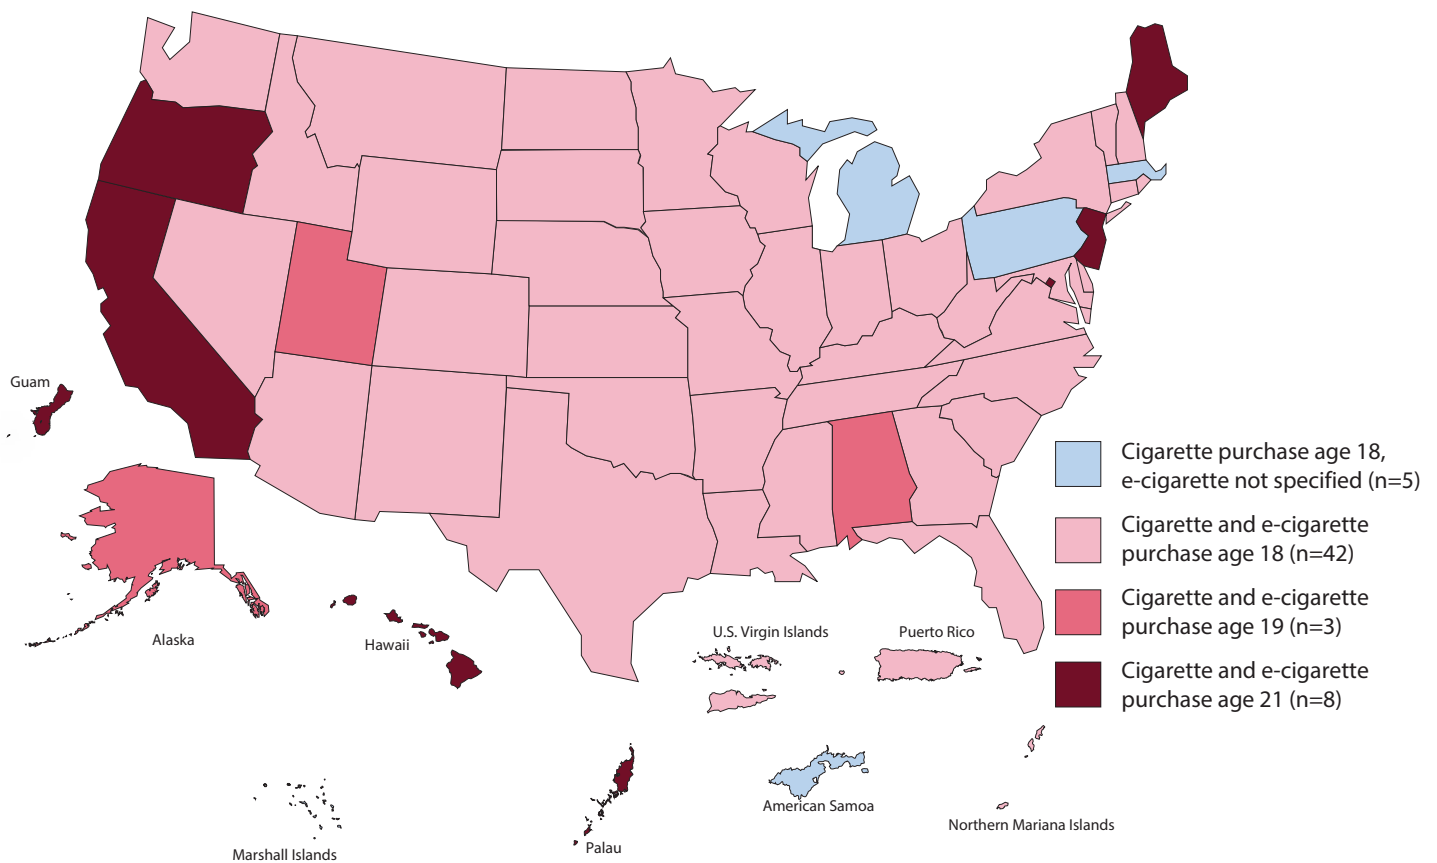 Guam
Cigarette purchase age 18,
e-cigarette not specified (n=5)
Cigarette and e-cigarette
purchase age 18 (n=42)
Cigarette and e-cigarette
purchase age 19 (n=3)
Cigarette and e-cigarette
purchase age 21 (n=8)
Alaska
Hawaii
U.S. Virgin Islands
Puerto Rico
American Samoa
Northern Mariana Islands
Marshall Islands
Palau